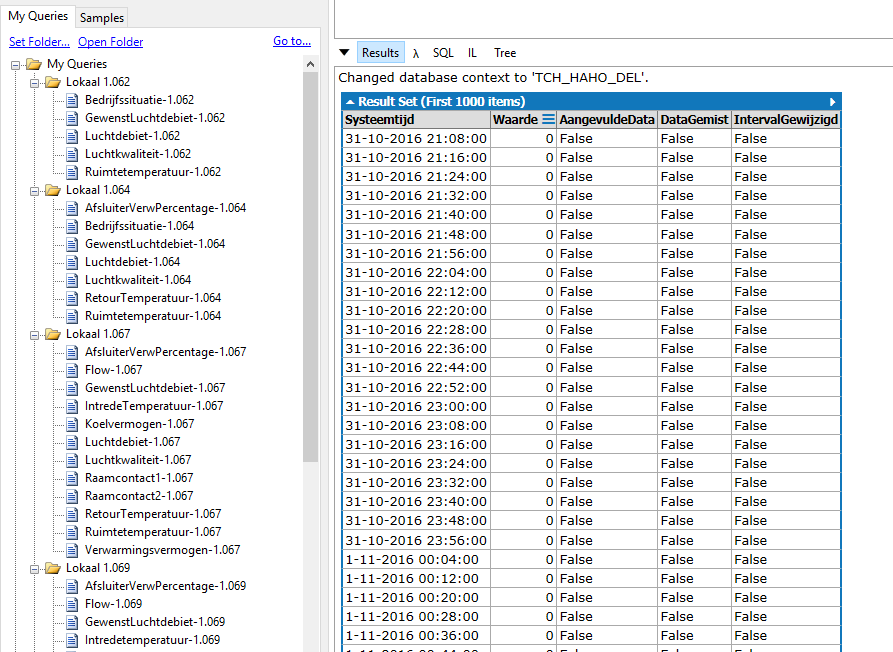 My Queries
Samples
Set Folder... Open Folder Go to...
My Queries
Lokaal 1.062
Bedrijfssituatie-1.062
GewenstLuchtdebiet-1.062
Luchtdebiet-1.062
Luchtkwaliteit-1.062
Ruimtetemperatuur-1.062
Lokaal 1.064
AfsluiterVerwPercentage-1.064
Bedrijfssituatie-1.064
GewenstLuchtdebiet-1.064
Luchtdebiet-1.064
Luchtkwaliteit-1.064
RetourTemperatuur-1.064
Ruimtetemperatuur-1.064
Lokaal 1.067
AfsluiterVerwPercentage-1.067
Flow-1.067
GewenstLuchtdebiet-1.067
IntredeTemperatuur-1.067
Koelvermogen-1.067
Luchtdebiet-1.067
Luchtkwaliteit-1.067
Raamcontact1-1.067
Raamcontact2-1.067
RetourTemperatuur-1.067
Ruimtetemperatuur-1.067
Verwarmingsvermogen-1.067
Lokaal 1.069
AfsluiterVerwPercentage-1.069
Flow-1.069
GewenstLuchtdebiet-1.069
Intredetemperatuur-1.069
Results λ SQL IL Tree
Changed database context to 'TCH_HAHO_DEL'.
Result Set (First 1000 items)
Systeemtijd Waarde AangevuldeData DataGemist IntervalGewijzigd
31-10-2016 21:08:00 0 False False False
31-10-2016 21:16:00 0 False False False
31-10-2016 21:24:00 0 False False False
31-10-2016 21:32:00 0 False False False
31-10-2016 21:40:00 0 False False False
31-10-2016 21:48:00 0 False False False
31-10-2016 21:56:00 0 False False False
31-10-2016 22:04:00 0 False False False
31-10-2016 22:12:00 0 False False False
31-10-2016 22:20:00 0 False False False
31-10-2016 22:28:00 0 False False False
31-10-2016 22:36:00 0 False False False
31-10-2016 22:44:00 0 False False False
31-10-2016 22:52:00 0 False False False
31-10-2016 23:00:00 0 False False False
31-10-2016 23:08:00 0 False False False
31-10-2016 23:16:00 0 False False False
31-10-2016 23:24:00 0 False False False
31-10-2016 23:32:00 0 False False False
31-10-2016 23:40:00 0 False False False
31-10-2016 23:48:00 0 False False False
31-10-2016 23:56:00 0 False False False
1-11-2016 00:04:00 0 False False False
1-11-2016 00:12:00 0 False False False
1-11-2016 00:20:00 0 False False False
1-11-2016 00:28:00 0 False False False
1-11-2016 00:36:00 0 False False False